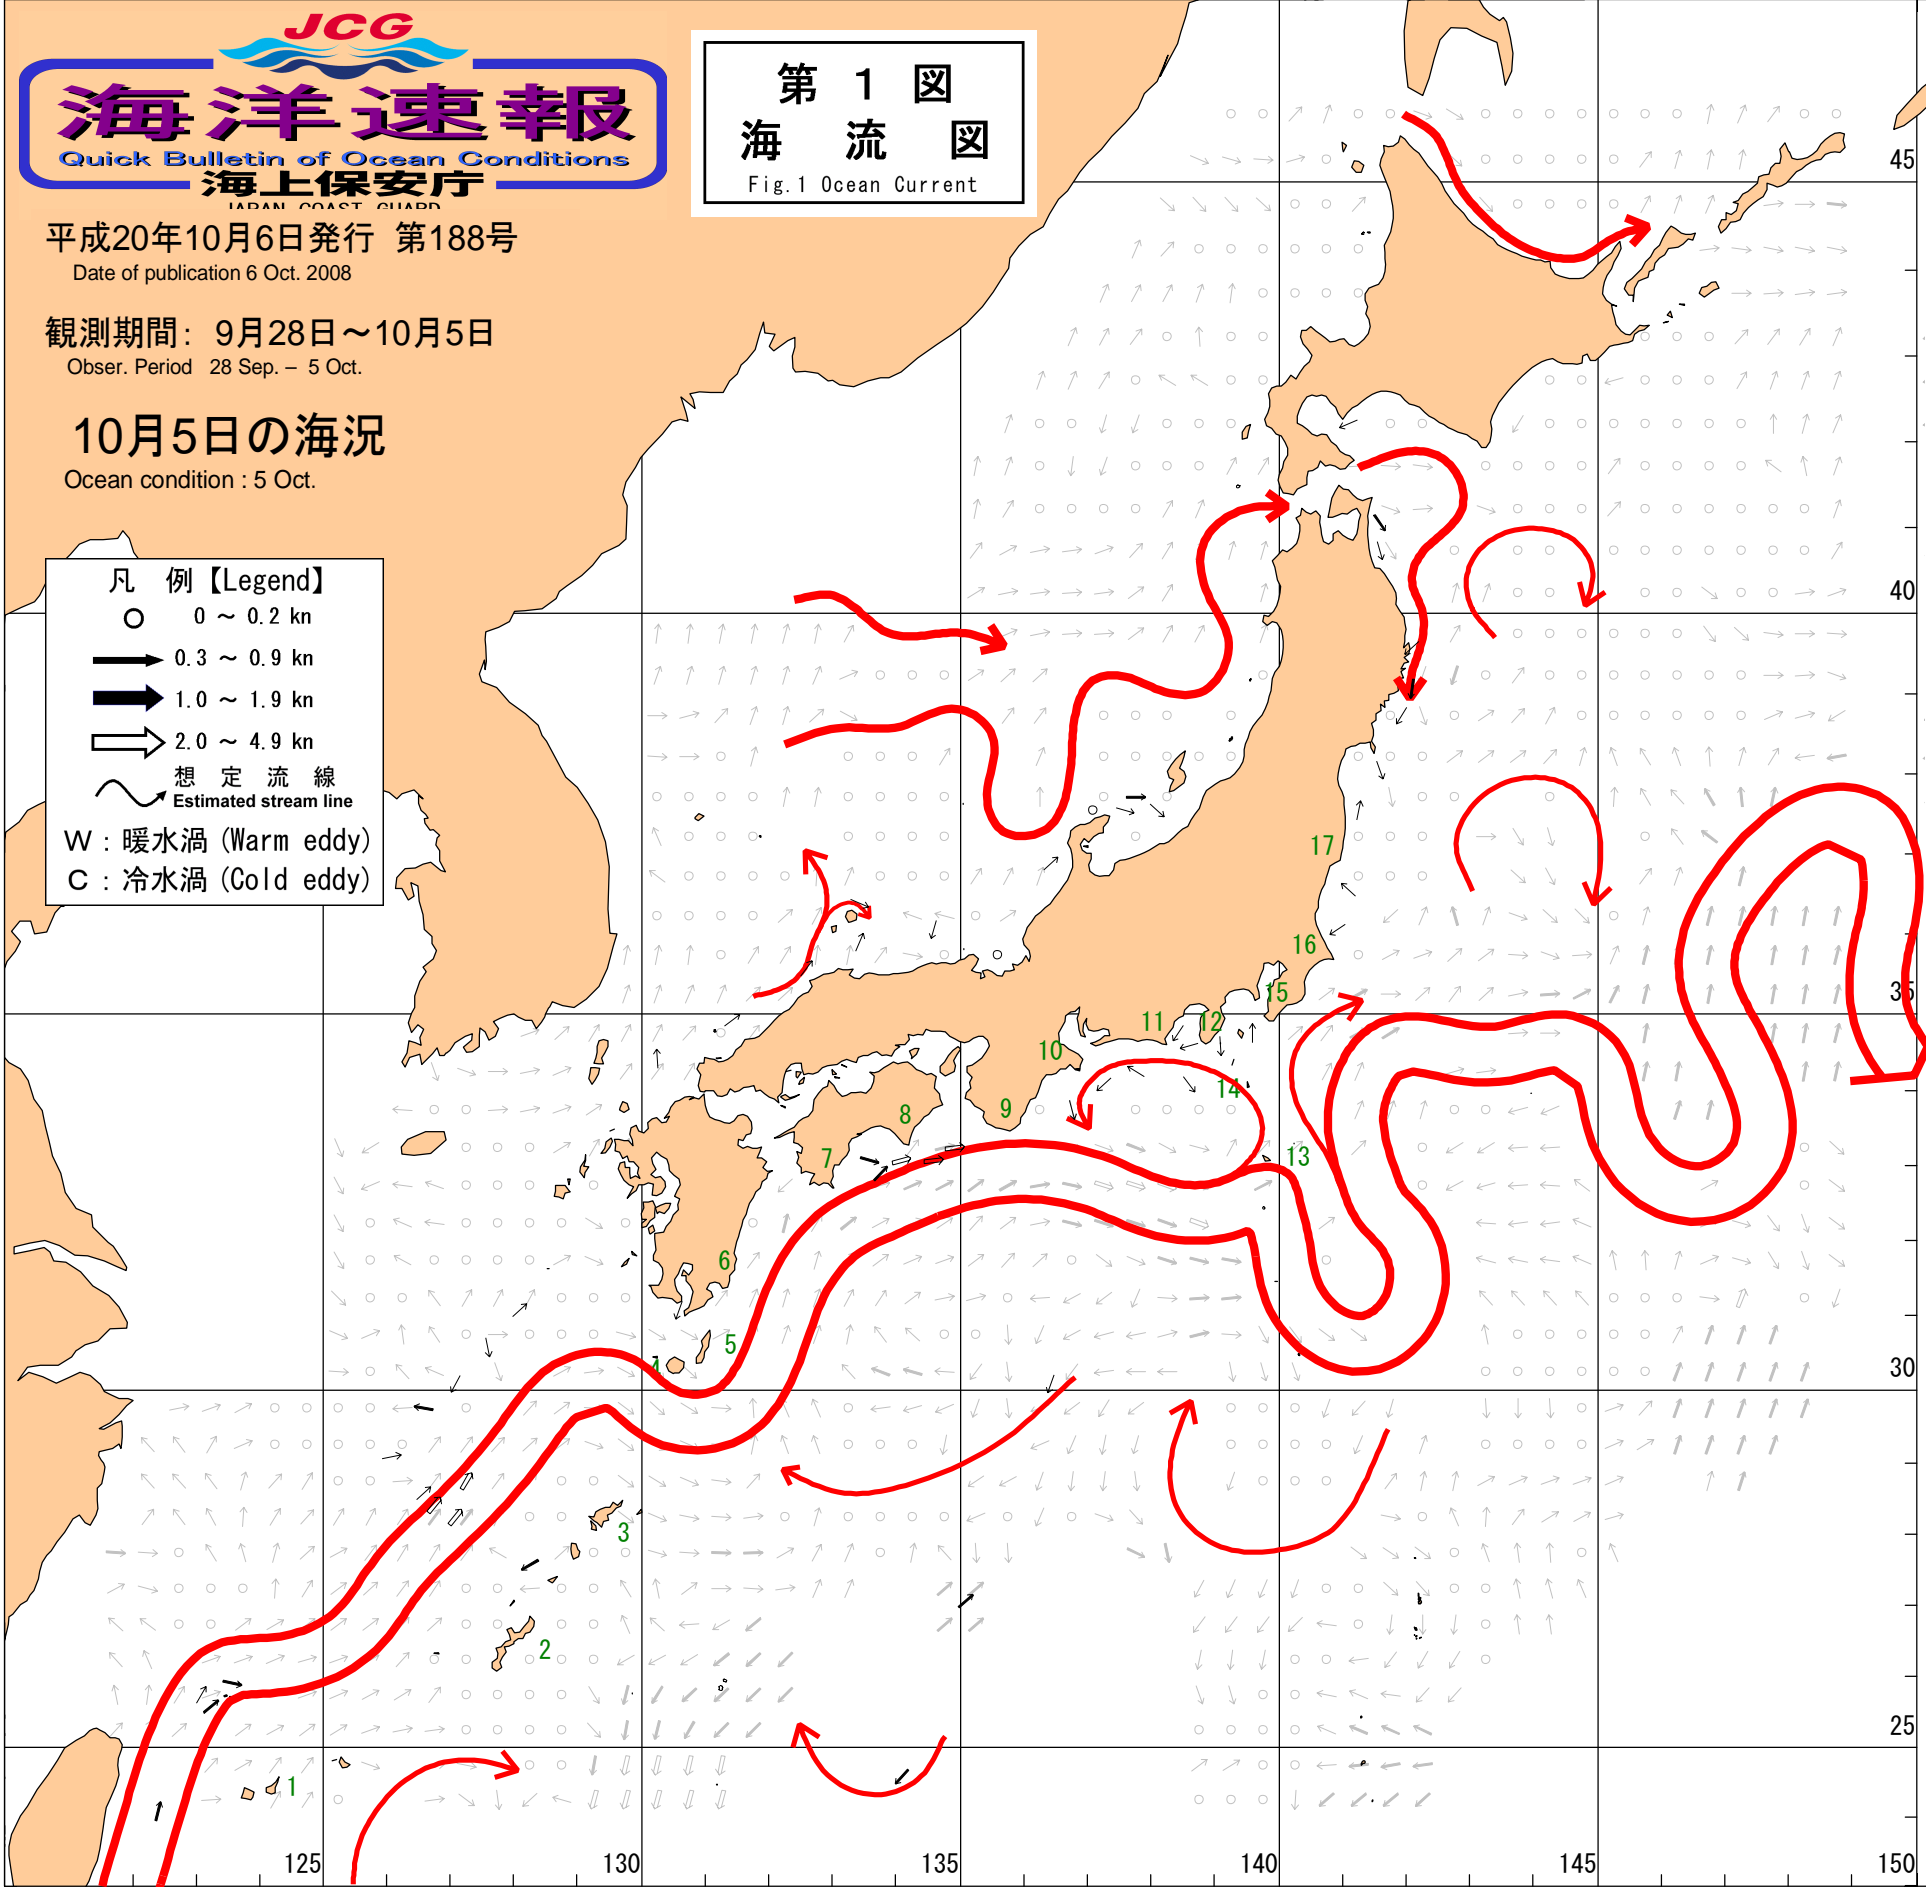 JCG
海洋速報
Quick Bulletin of Ocean Conditions
海上保安庁
JAPAN COAST GUARD
平成20年10月6日発行 第188号
Date of publication 6 Oct. 2008
観測期間: 9月28日～10月5日
Obser. Period 28 Sep. – 5 Oct.
10月5日の海況
Ocean condition : 5 Oct.
第 1 図
海 流 図
Fig.1 Ocean Current
凡 例【Legend】
0 ～ 0.2 kn
0.3 ～ 0.9 kn
1.0 ～ 1.9 kn
2.0 ～ 4.9 kn
想 定 流 線
Estimated stream line
W : 暖水渦 (Warm eddy)
C : 冷水渦 (Cold eddy)
45
40
17
16
15
35
11
12
10
14
9
8
13
7
6
5
4
30
3
2
25
1
125
130
135
140
145
150